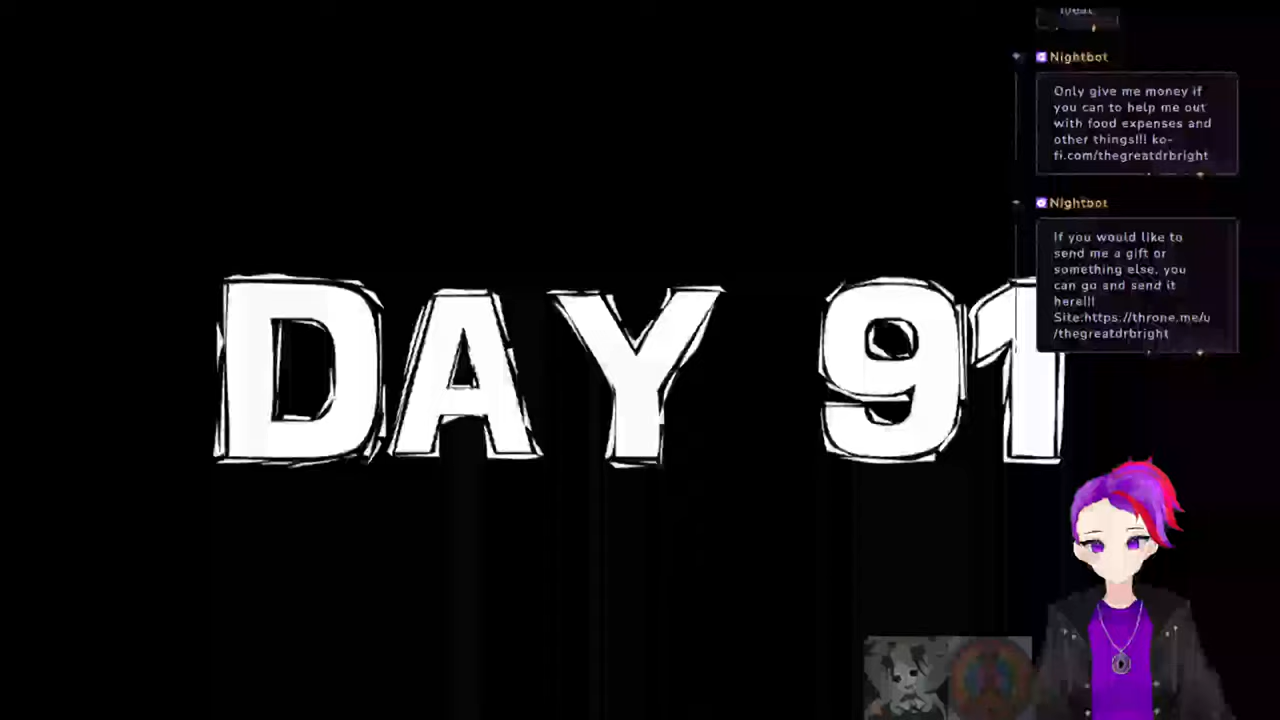 Nightbot
Only give me money if
you can to help me out
with food expenses and
other things!!! ko-
fi.com/thegreatdrbright
Nightbot
If you would like to
send me a gift or
something else, you
can go and send it
here!!!
Site:https://throne.me/u
/thegreatdrbright
DAY 91